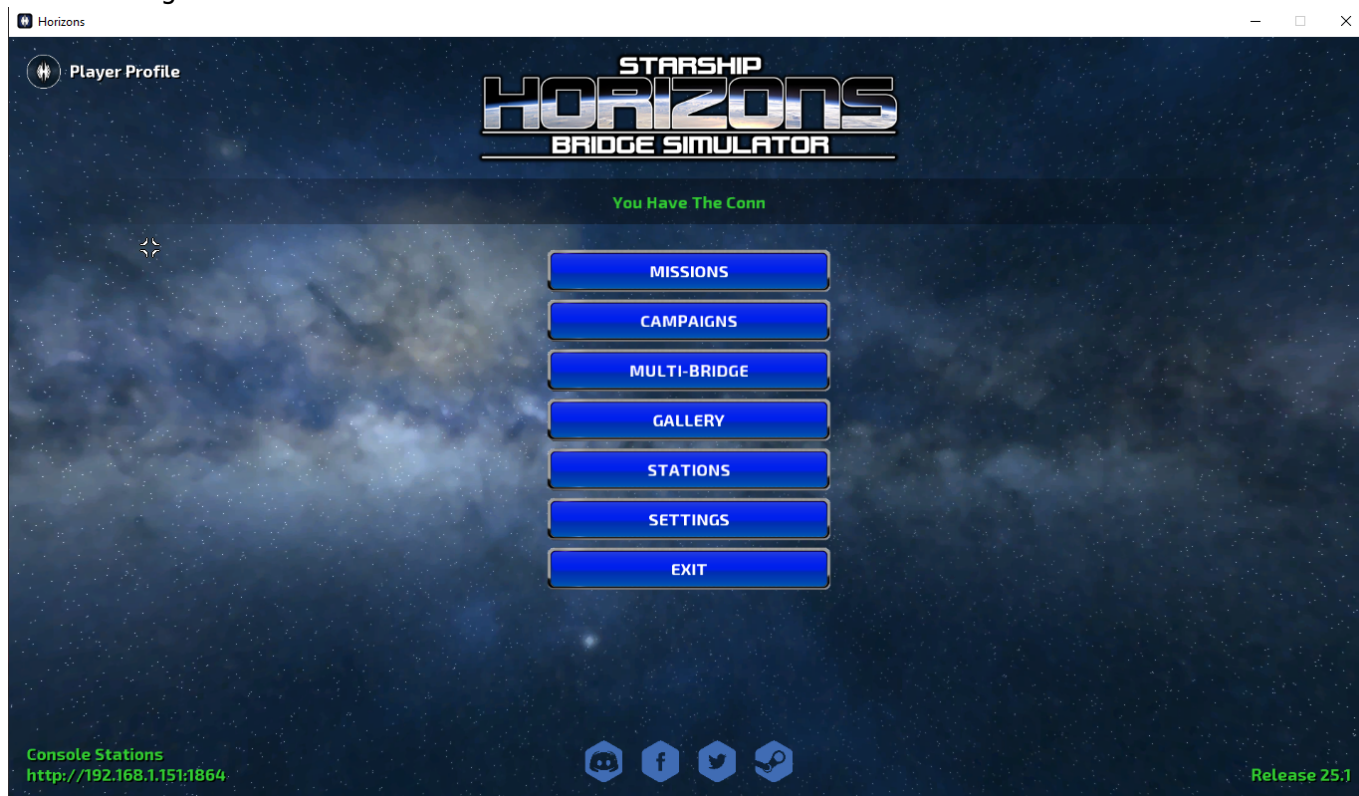 Horizons
Player Profile
STARSHIP
HORIZONS
BRIDGE SIMULATOR
You Have The Conn
MISSIONS
CAMPAIGNS
MULTI-BRIDGE
GALLERY
STATIONS
SETTINGS
EXIT
Console Stations
http://192.168.1.151:1864
Release 25.1